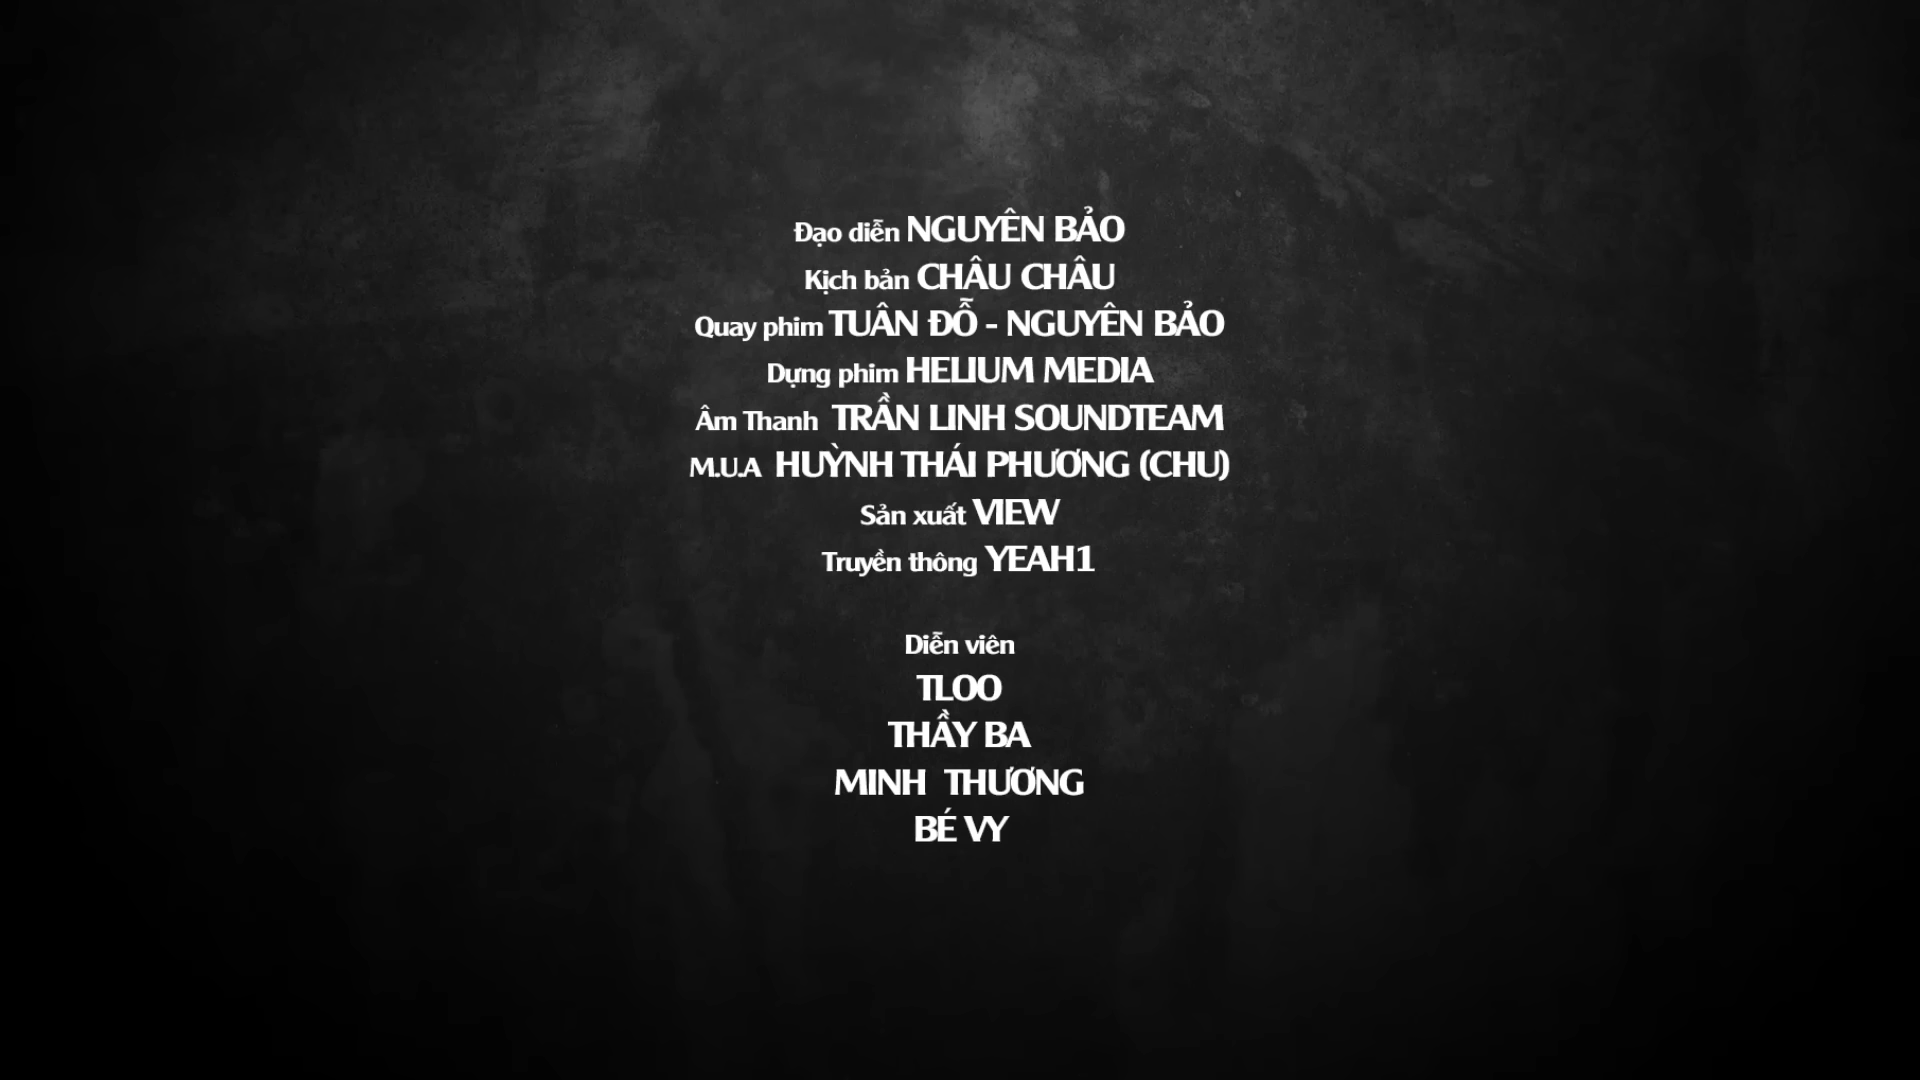 Đạo diễn NGUYÊN BẢO
Kịch bản CHÂU CHÂU
Quay phim TUÂN ĐỖ - NGUYÊN BẢO
Dựng phim HELIUM MEDIA
Âm Thanh TRẦN LINH SOUNDTEAM
M.U.A HUỲNH THÁI PHƯƠNG (CHU)
Sản xuất VIEW
Truyền thông YEAH1
Diễn viên
TLOO
THẦY BA
MINH THƯƠNG
BÉ VY